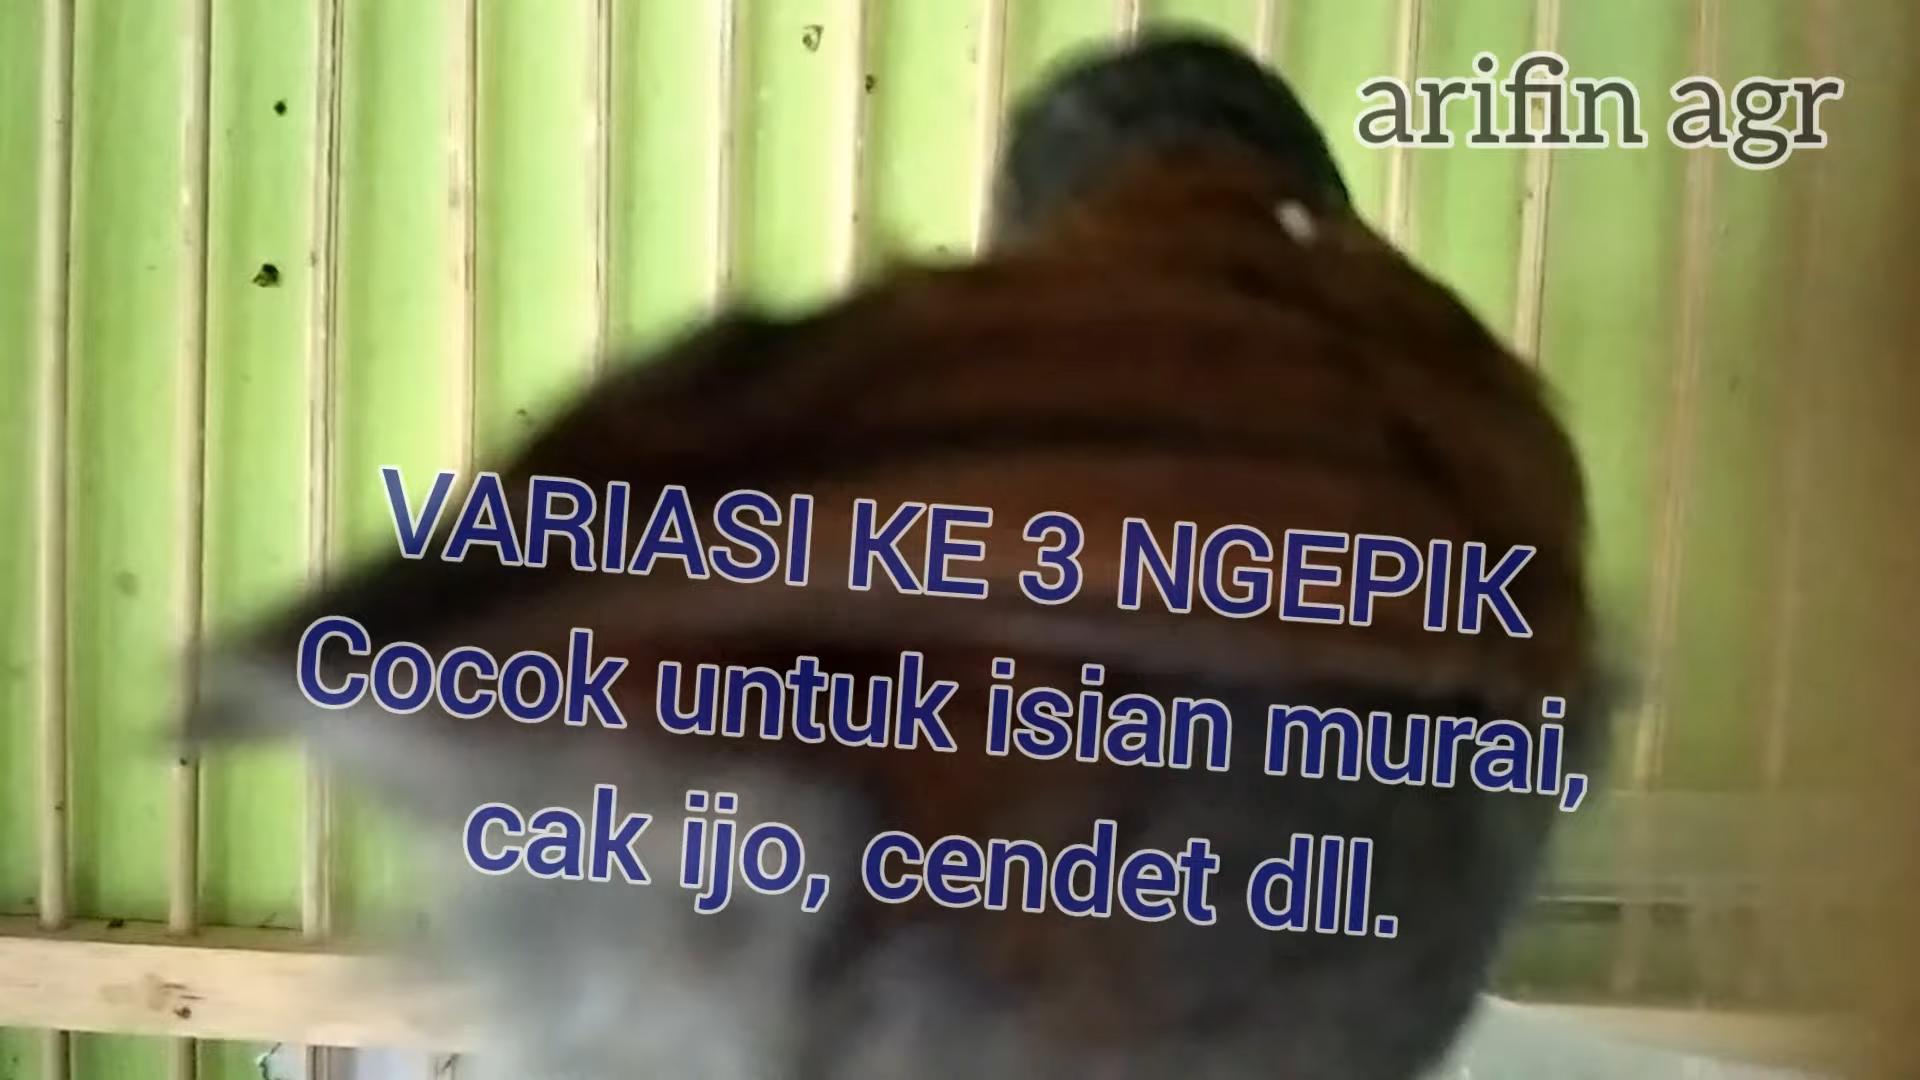 arifin agr
VARIASI KE 3 NGEPIK
Cocok untuk isian murai,
cak ijo, cendet dll.